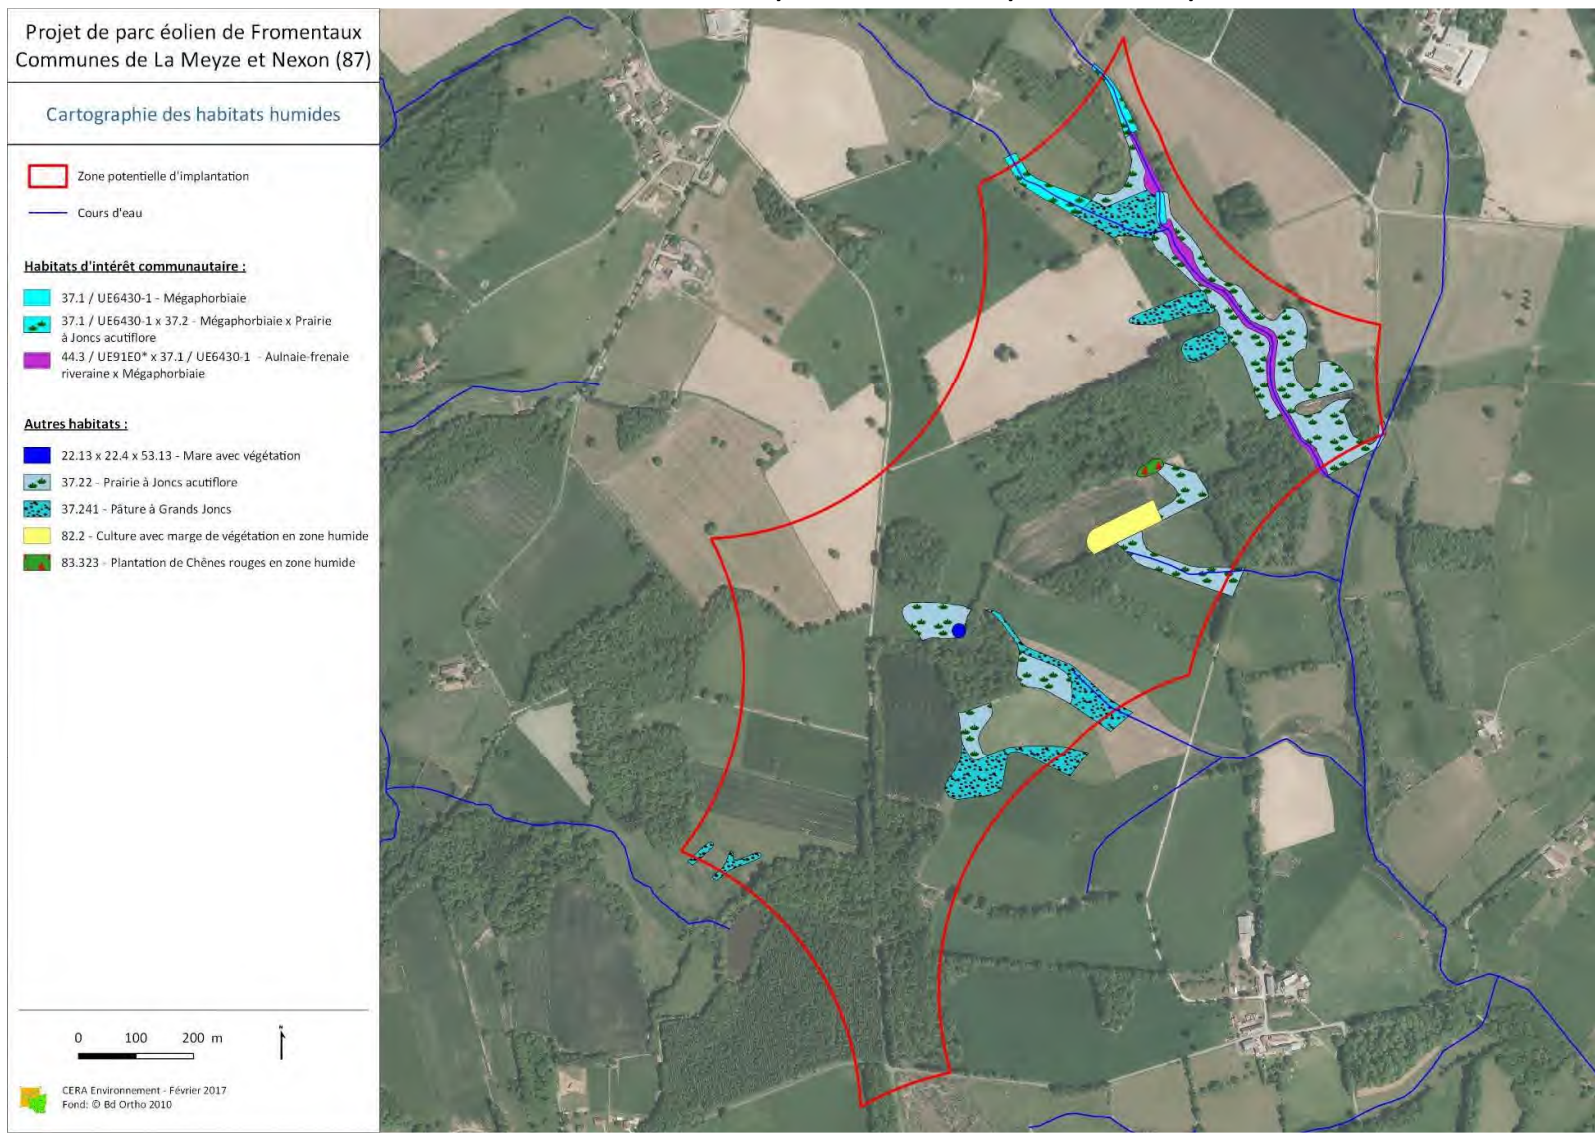 Projet de parc éolien de Fromentaux
Communes de La Meyze et Nexon (87)
Cartographie des habitats humides
Zone potentielle d'implantation
Cours d'eau
Habitats d'intérêt communautaire :
37.1 / UE6430-1 - Mégaphorbiaie
37.1 / UE6430-1 x 37.2 - Mégaphorbiaie x Prairie
à Joncs acutiflore
44.3 / UE91E0* x 37.1 / UE6430-1 - Aulnaie-frenaie
riveraine x Mégaphorbiaie
Autres habitats :
22.13 x 22.4 x 53.13 - Mare avec végétation
37.22 - Prairie à Joncs acutiflore
37.241 - Pâture à Grands Joncs
82.2 - Culture avec marge de végétation en zone humide
83.323 - Plantation de Chênes rouges en zone humide
0 100 200 m
N
CERA Environnement - Février 2017
Fond: © Bd Ortho 2010